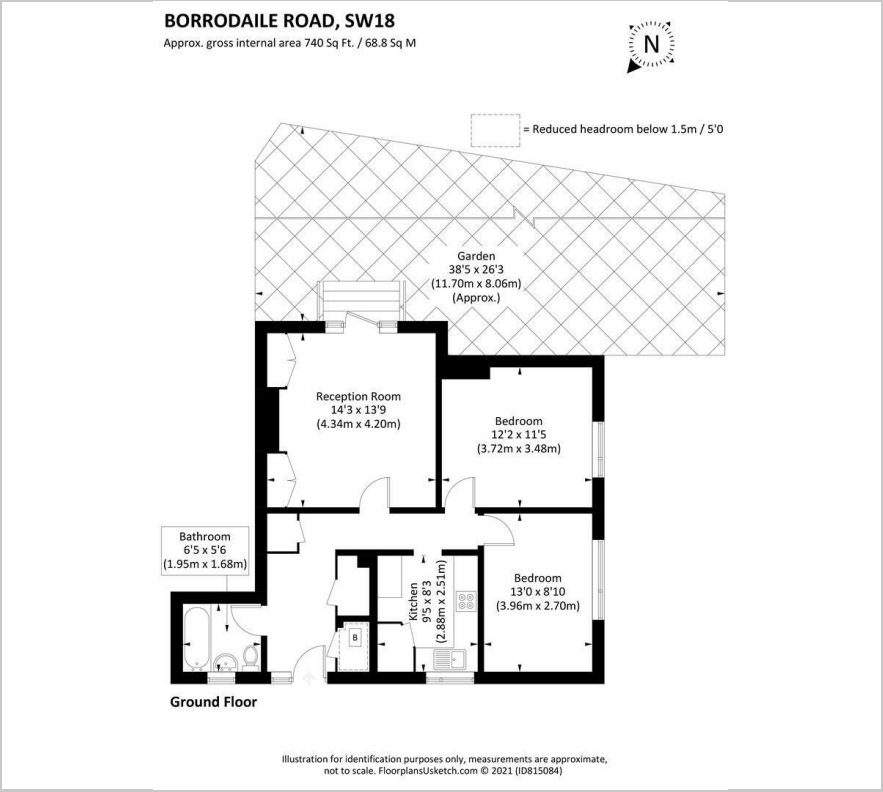 BORRODAILE ROAD, SW18
Approx. gross internal area 740 Sq Ft. / 68.8 Sq M
N
= Reduced headroom below 1.5m / 5'0
Garden
38'5 x 26'3
(11.70m x 8.06m)
(Approx.)
Reception Room
14'3 x 13'9
(4.34m x 4.20m)
Bedroom
12'2 x 11'5
(3.72m x 3.48m)
Bathroom
6'5 x 5'6
(1.95m x 1.68m)
Kitchen
9'5 x 8'3
(2.88m x 2.51m)
Bedroom
13'0 x 8'10
(3.96m x 2.70m)
B
Ground Floor
Illustration for identification purposes only, measurements are approximate,
not to scale. FloorplansUsketch.com © 2021 (ID815084)